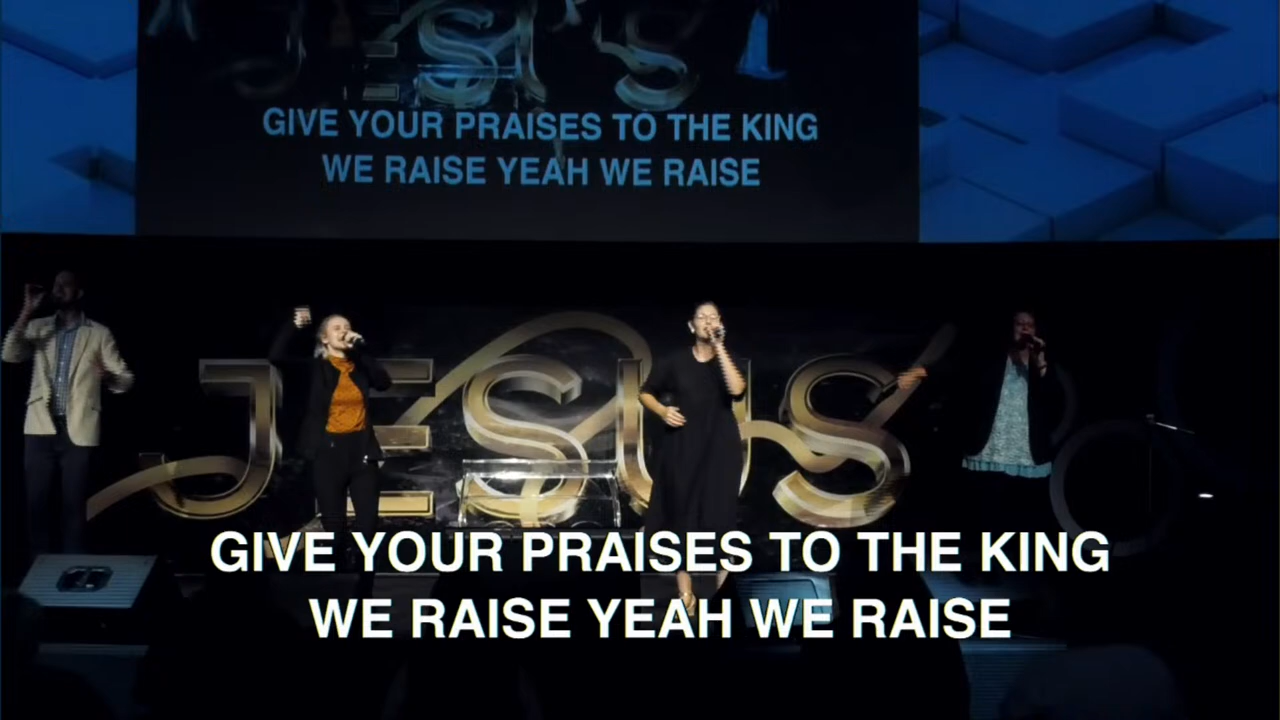 JESUS
GIVE YOUR PRAISES TO THE KING
WE RAISE YEAH WE RAISE
JESUS
GIVE YOUR PRAISES TO THE KING
WE RAISE YEAH WE RAISE